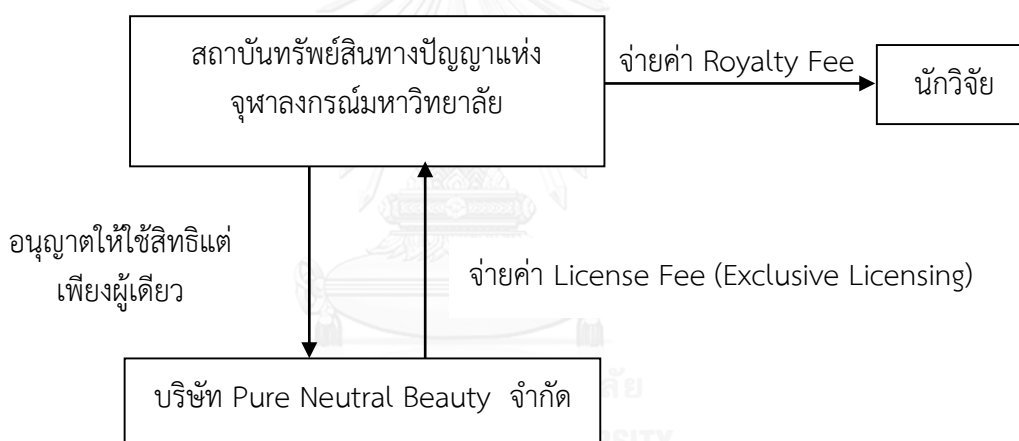 สถาบันทรัพย์สินทางปัญญาแห่ง
จุฬาลงกรณ์มหาวิทยาลัย
จ่ายค่า Royalty Fee
นักวิจัย
อนุญาตให้ใช้สิทธิแต่
เพียงผู้เดียว
จ่ายค่า License Fee (Exclusive Licensing)
บริษัท Pure Neutral Beauty จำกัด